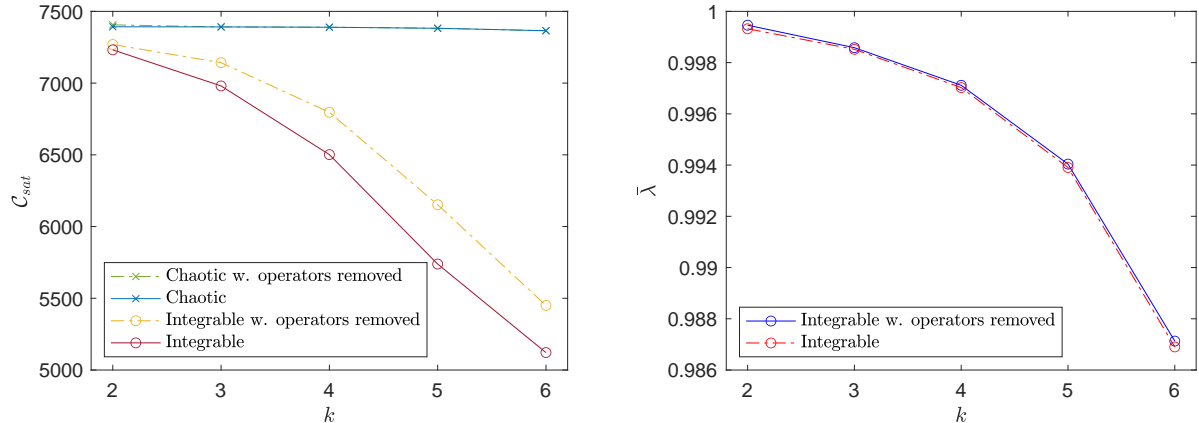 7500
7000
6500
6000
5500
5000
2 3 4 5 6
k
C_sat
Chaotic w. operators removed
Chaotic
Integrable w. operators removed
Integrable
1
0.998
0.996
0.994
0.992
0.99
0.988
0.986
2 3 4 5 6
k
λ̄
Integrable w. operators removed
Integrable